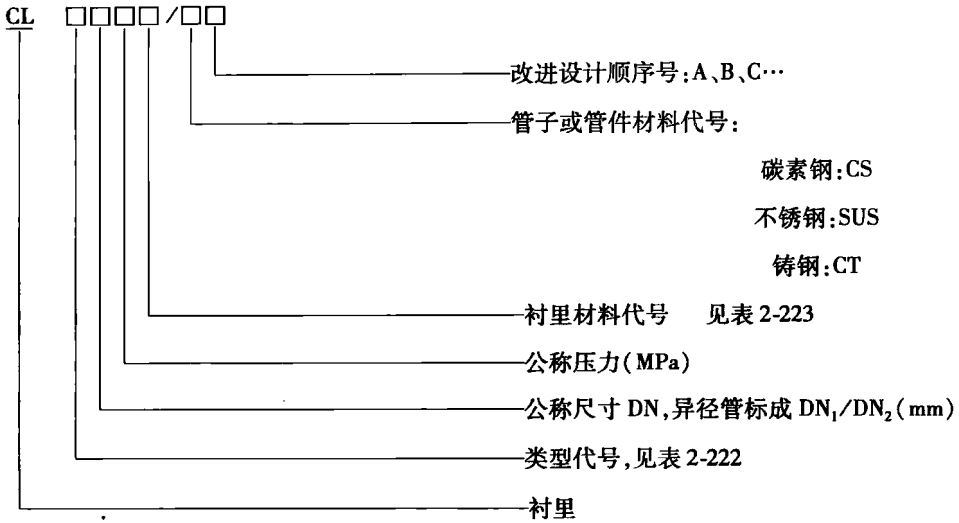 CL □□□□/□□
改进设计顺序号:A、B、C…
管子或管件材料代号:
碳素钢:CS
不锈钢:SUS
铸钢:CT
衬里材料代号 见表 2-223
公称压力(MPa)
公称尺寸 DN,异径管标成 DN₁/DN₂(mm)
类型代号,见表 2-222
衬里